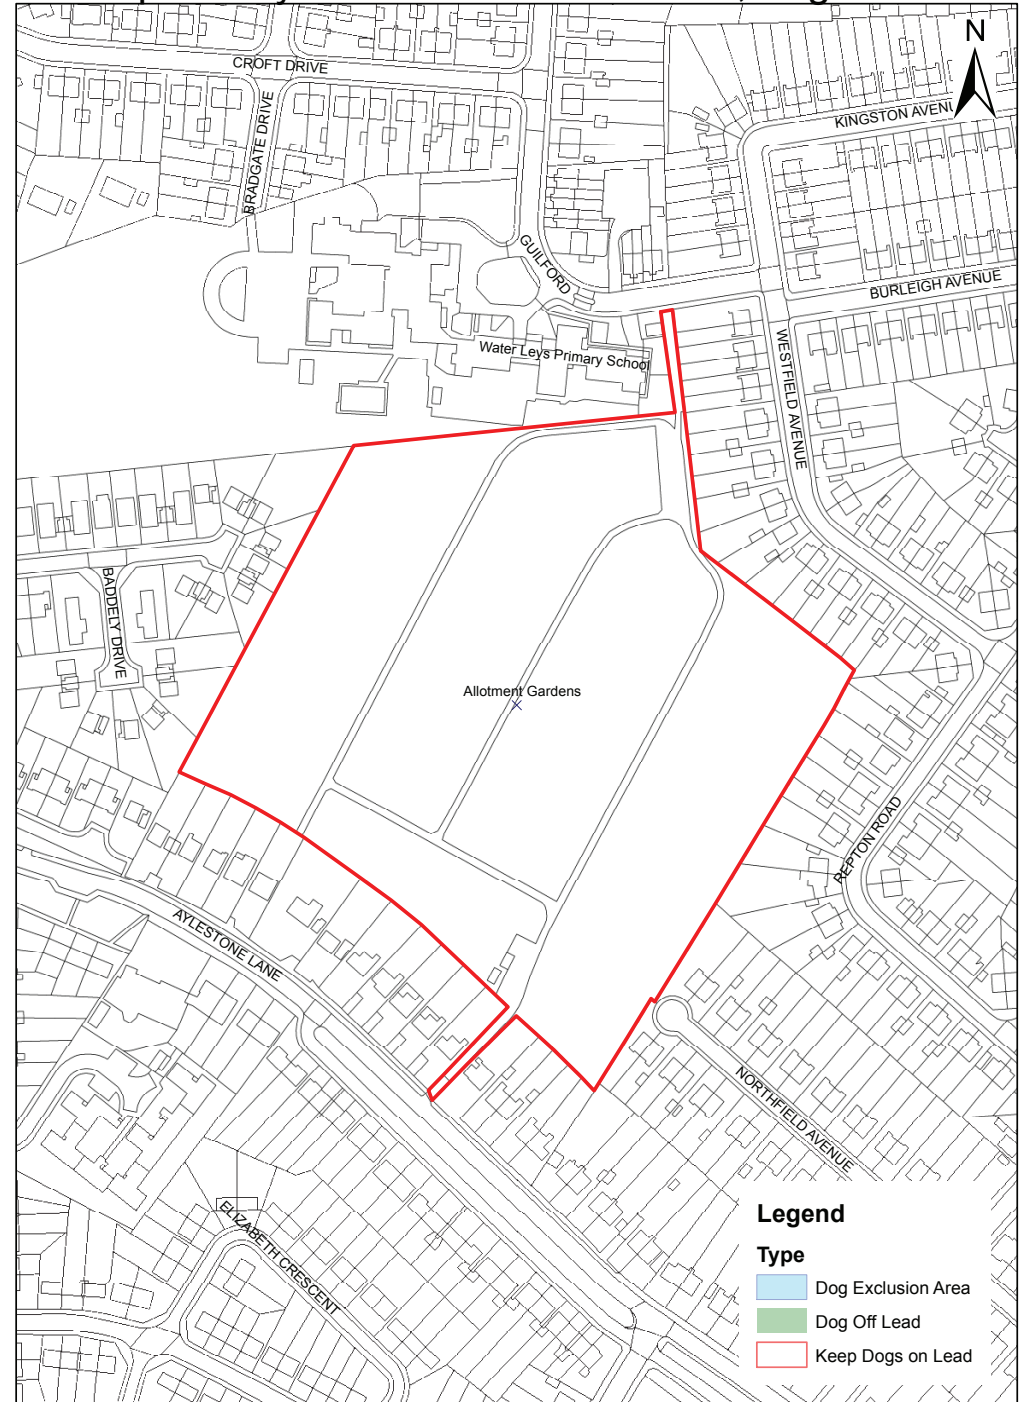 N
CROFT DRIVE
KINGSTON AVENU
BRADGATE DRIVE
GUILFORD
BURLEIGH AVENUE
Water Leys Primary School
WESTFIELD AVENUE
BADDELY DRIVE
Allotment Gardens
REPTON ROAD
AYLESTONE LANE
NORTHFIELD AVENUE
ELIZABETH CRESCENT
Legend
Type
Dog Exclusion Area
Dog Off Lead
Keep Dogs on Lead